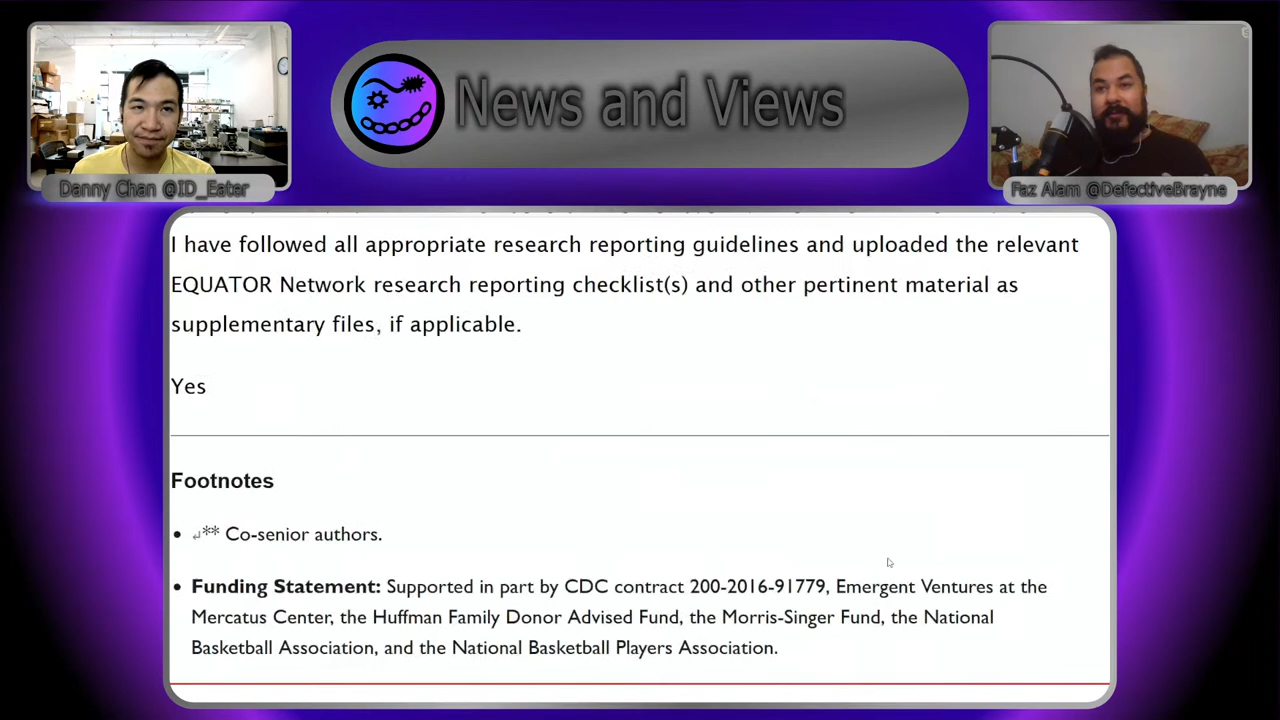 News and Views
Danny Chan @ID_Eater
Faz Alam @DefectiveBrayne
I have followed all appropriate research reporting guidelines and uploaded the relevant
EQUATOR Network research reporting checklist(s) and other pertinent material as
supplementary files, if applicable.
Yes
Footnotes
• ↲** Co-senior authors.
• Funding Statement: Supported in part by CDC contract 200-2016-91779, Emergent Ventures at the
Mercatus Center, the Huffman Family Donor Advised Fund, the Morris-Singer Fund, the National
Basketball Association, and the National Basketball Players Association.